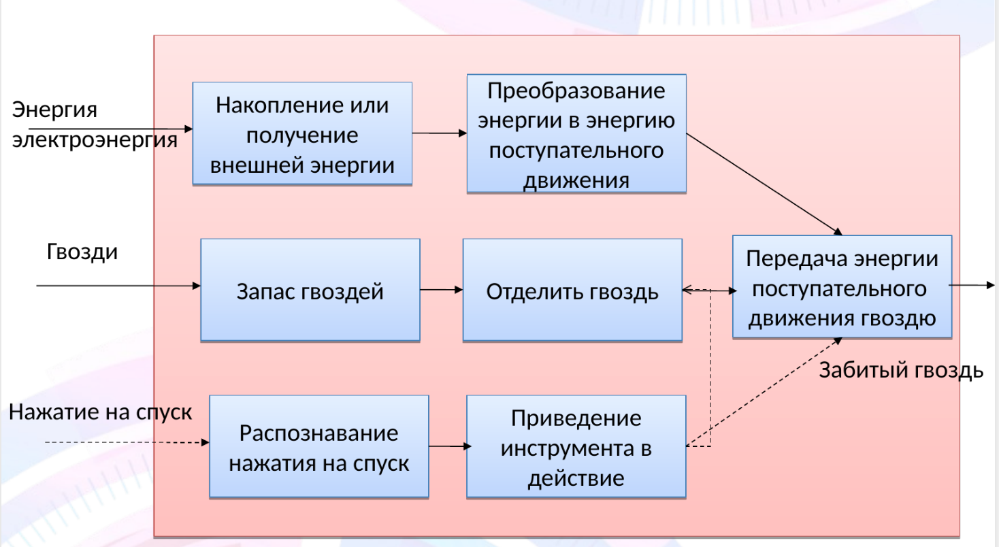 Энергия
электроэнергия
Накопление или
получение
внешней энергии
Преобразование
энергии в энергию
поступательного
движения
Гвозди
Запас гвоздей
Отделить гвоздь
Передача энергии
поступательного
движения гвоздю
Забитый гвоздь
Нажатие на спуск
Распознавание
нажатия на спуск
Приведение
инструмента в
действие